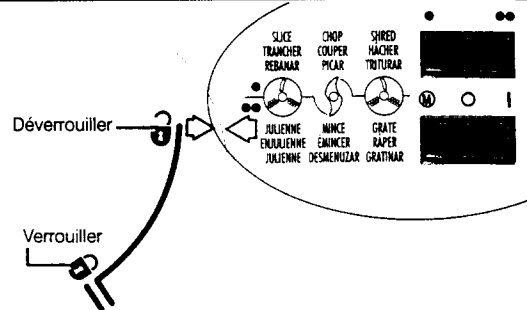 SLICE
TRANCHER
REBANAR
CHOP
COUPER
PICAR
SHRED
HACHER
TRITURAR
M O I
Déverrouiller
JULIENNE
ENJULIENNE
JULIENNE
MINCE
ÉMINCER
DESMENUZAR
GRATE
RAPER
GRATINAR
Verrouiller